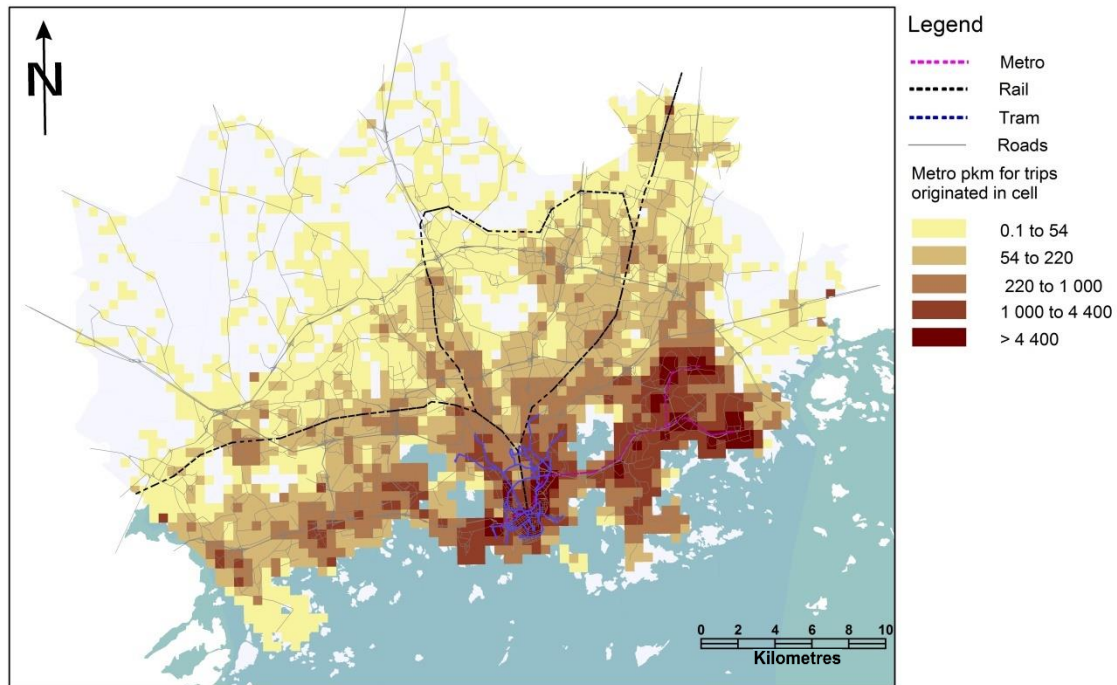 N
Legend
Metro
Rail
Tram
Roads
Metro pkm for trips
originated in cell
0.1 to 54
54 to 220
220 to 1 000
1 000 to 4 400
> 4 400
0 2 4 6 8 10
Kilometres